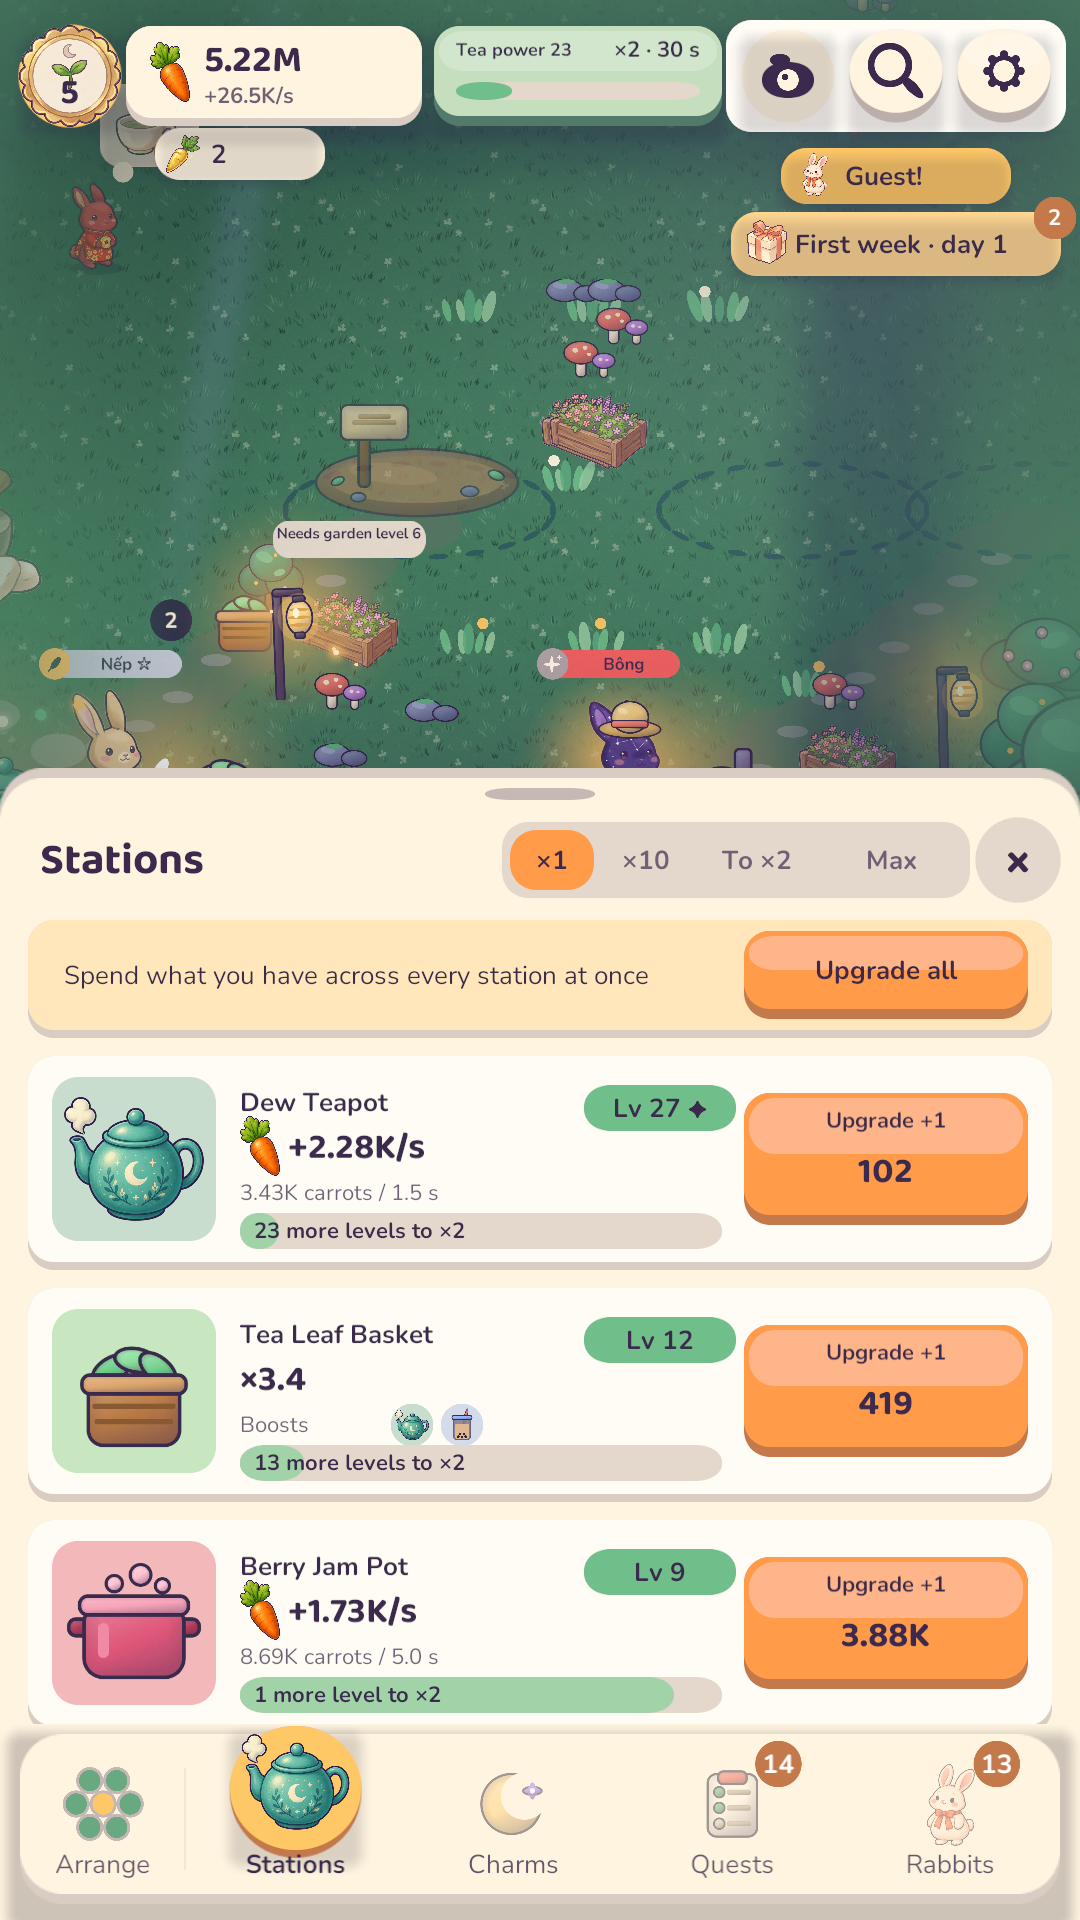 5
5.22M
+26.5K/s
Tea power 23
×2 · 30 s
2
Guest!
First week · day 1
2
Needs garden level 6
2
Nếp ☆
Bông
Stations
×1
×10
To ×2
Max
×
Spend what you have across every station at once
Upgrade all
Dew Teapot
Lv 27 ✦
+2.28K/s
3.43K carrots / 1.5 s
23 more levels to ×2
Upgrade +1
102
Tea Leaf Basket
Lv 12
×3.4
Boosts
13 more levels to ×2
Upgrade +1
419
Berry Jam Pot
Lv 9
+1.73K/s
8.69K carrots / 5.0 s
1 more level to ×2
Upgrade +1
3.88K
Arrange
Stations
Charms
14
Quests
13
Rabbits